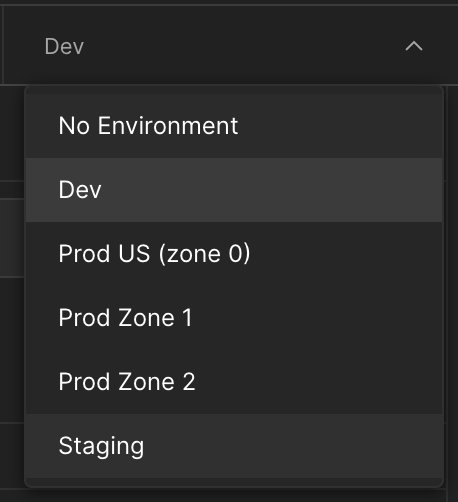 Dev
No Environment
Dev
Prod US (zone 0)
Prod Zone 1
Prod Zone 2
Staging